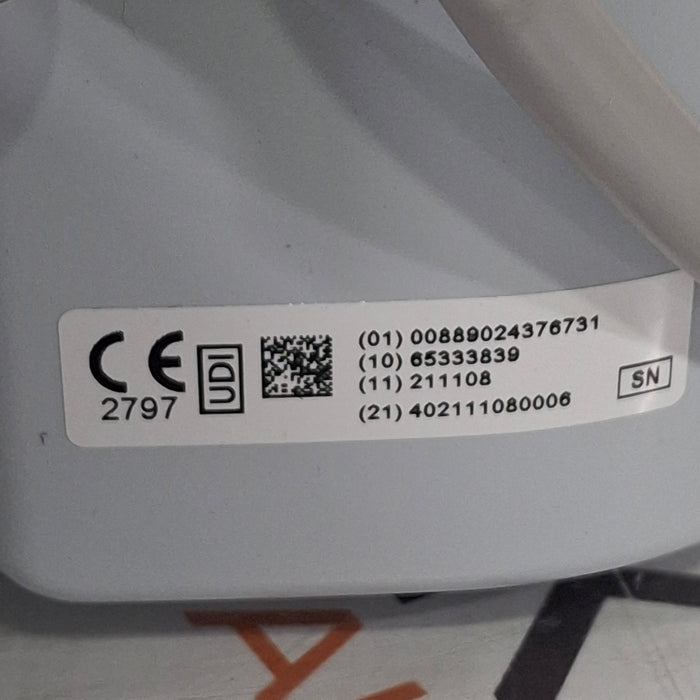 CE
2797
UDI
(01) 00889024376731
(10) 65333839
(11) 211108
(21) 402111080006
SN